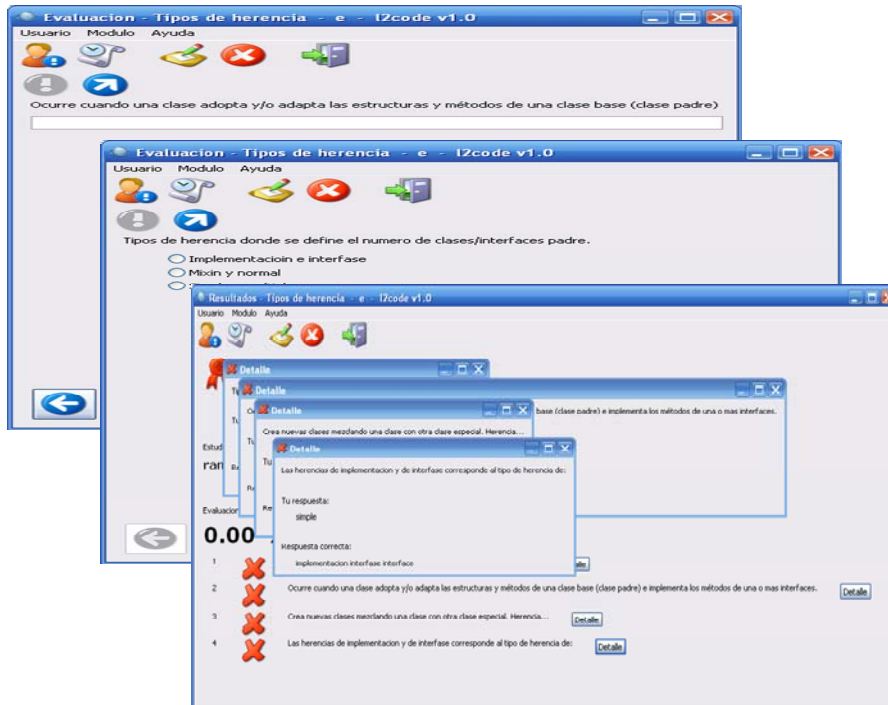 Evaluacion - Tipos de herencia - e - I2code v1.0
Usuario Modulo Ayuda
Ocurre cuando una clase adopta y/o adapta las estructuras y métodos de una clase base (clase padre)
Evaluacion - Tipos de herencia - e - I2code v1.0
Usuario Modulo Ayuda
Tipos de herencia donde se define el numero de clases/interfaces padre.
Implementacioin e interfase
Mixin y normal
Resultados - Tipos de herencia - e - I2code v1.0
Usuario Modulo Ayuda
Detalle
Detalle
base (clase padre) e implementa los métodos de una o mas interfaces.
Detalle
Crea nuevas clases mezclando una clase con otra clase especial. Herencia...
Detalle
Las herencias de implementacion y de interfase corresponde al tipo de herencia de:
Tu respuesta:
simple
Respuesta correcta:
implementacion interfase interface
Estud
ran
Evaluacion
0.00
1
2 Ocurre cuando una clase adopta y/o adapta las estructuras y métodos de una clase base (clase padre) e implementa los métodos de una o mas interfaces. Detalle
3 Crea nuevas clases mezclando una clase con otra clase especial. Herencia... Detalle
4 Las herencias de implementacion y de interfase corresponde al tipo de herencia de: Detalle